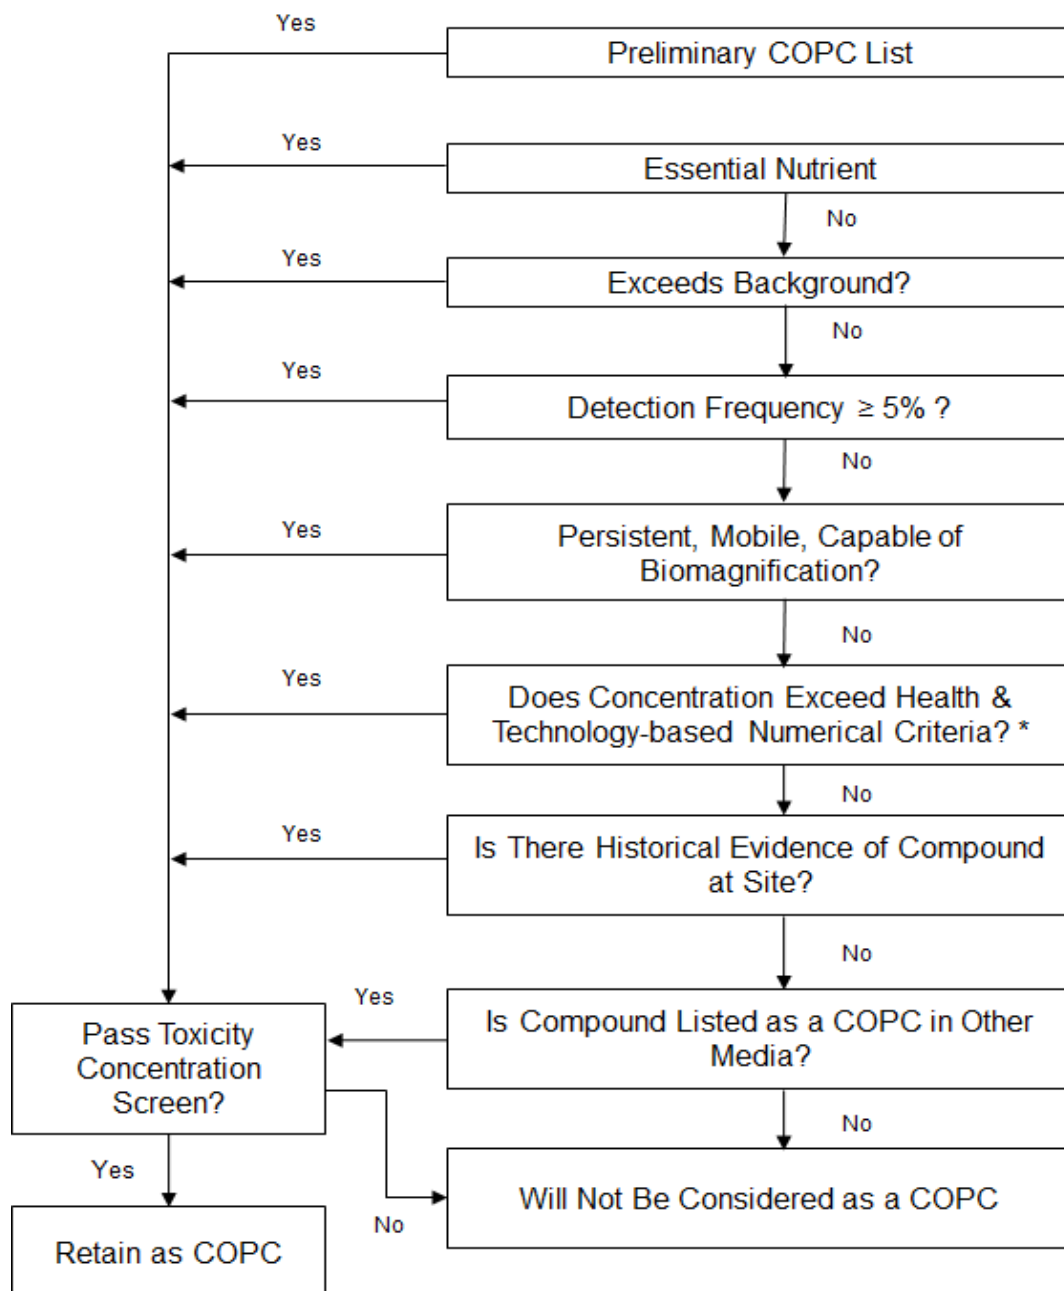 Yes
Preliminary COPC List
Yes
Essential Nutrient
No
Yes
Exceeds Background?
No
Yes
Detection Frequency ≥ 5% ?
No
Yes
Persistent, Mobile, Capable of
Biomagnification?
No
Yes
Does Concentration Exceed Health &
Technology-based Numerical Criteria? *
No
Yes
Is There Historical Evidence of Compound
at Site?
No
Yes
Is Compound Listed as a COPC in Other
Media?
Pass Toxicity
Concentration
Screen?
No
Yes
Will Not Be Considered as a COPC
No
Retain as COPC